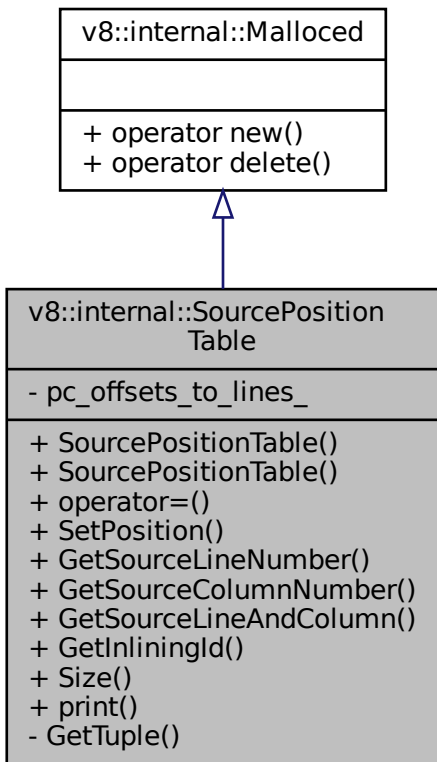 v8::internal::Malloced
+ operator new()
+ operator delete()
v8::internal::SourcePosition
Table
- pc_offsets_to_lines_
+ SourcePositionTable()
+ SourcePositionTable()
+ operator=()
+ SetPosition()
+ GetSourceLineNumber()
+ GetSourceColumnNumber()
+ GetSourceLineAndColumn()
+ GetInliningId()
+ Size()
+ print()
- GetTuple()